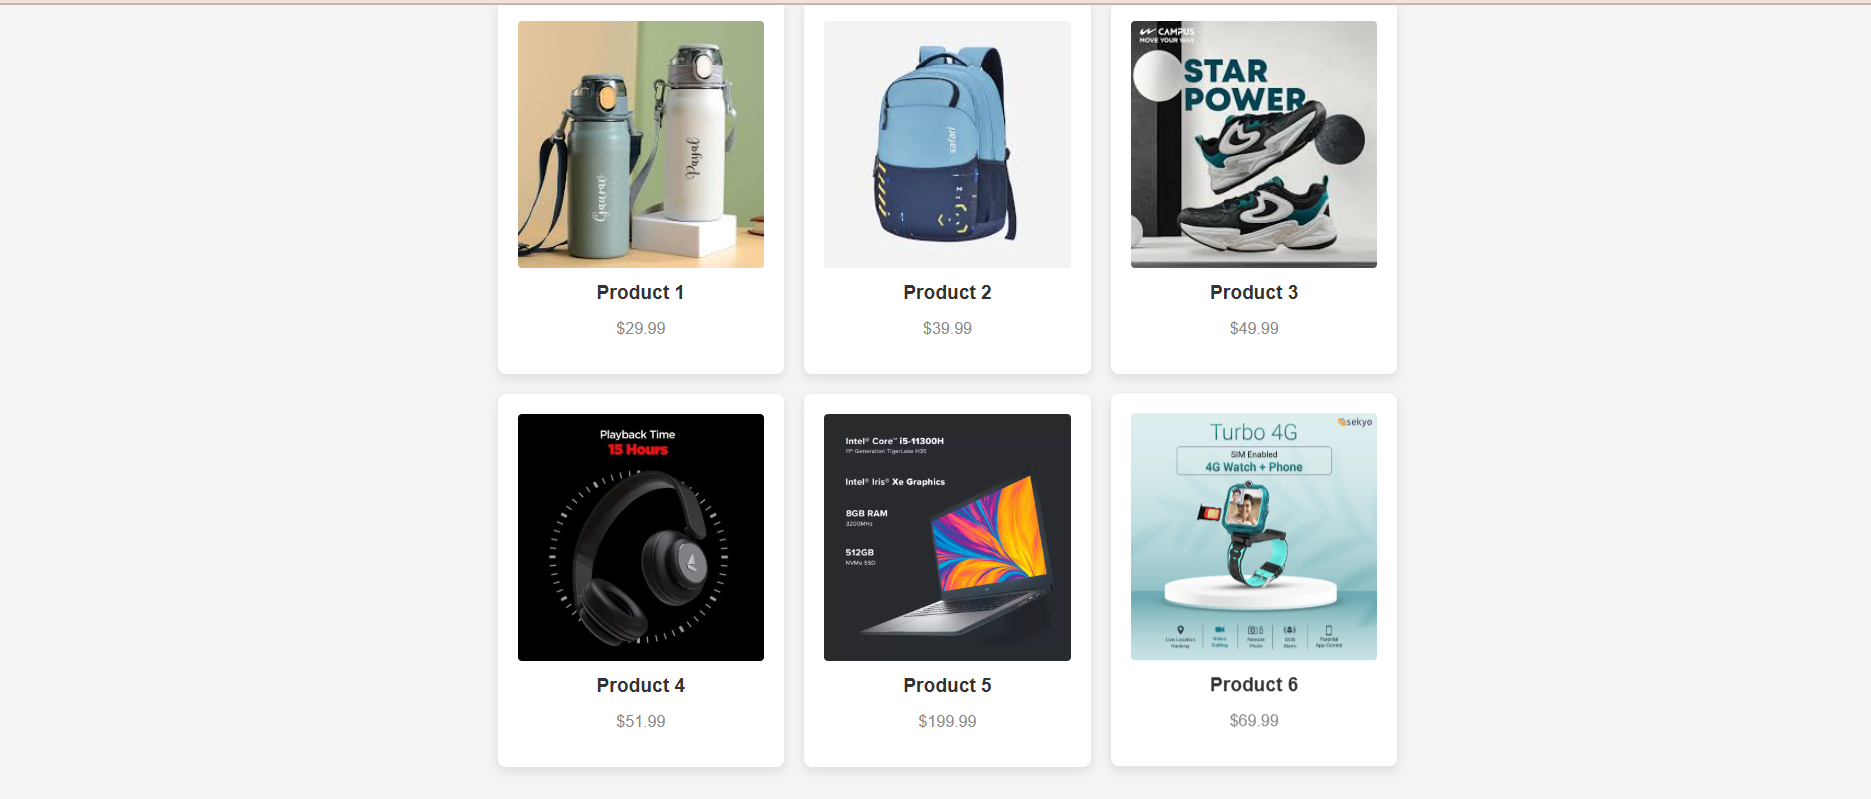 Gaurav
Payal
Product 1
$29.99
safari
Product 2
$39.99
CAMPUS
MOVE YOUR WAY
STAR
POWER
Product 3
$49.99
Playback Time
15 Hours
Product 4
$51.99
Intel® Core™ i5-11300H
11th Generation TigerLake H35
Intel® Iris® Xe Graphics
8GB RAM
3200MHz
512GB
NVMe SSD
Product 5
$199.99
sekyo
Turbo 4G
SIM Enabled
4G Watch + Phone
Live Location
Tracking
Video
Calling
Remote
Photo
SOS
Alarm
Parental
App Control
Product 6
$69.99